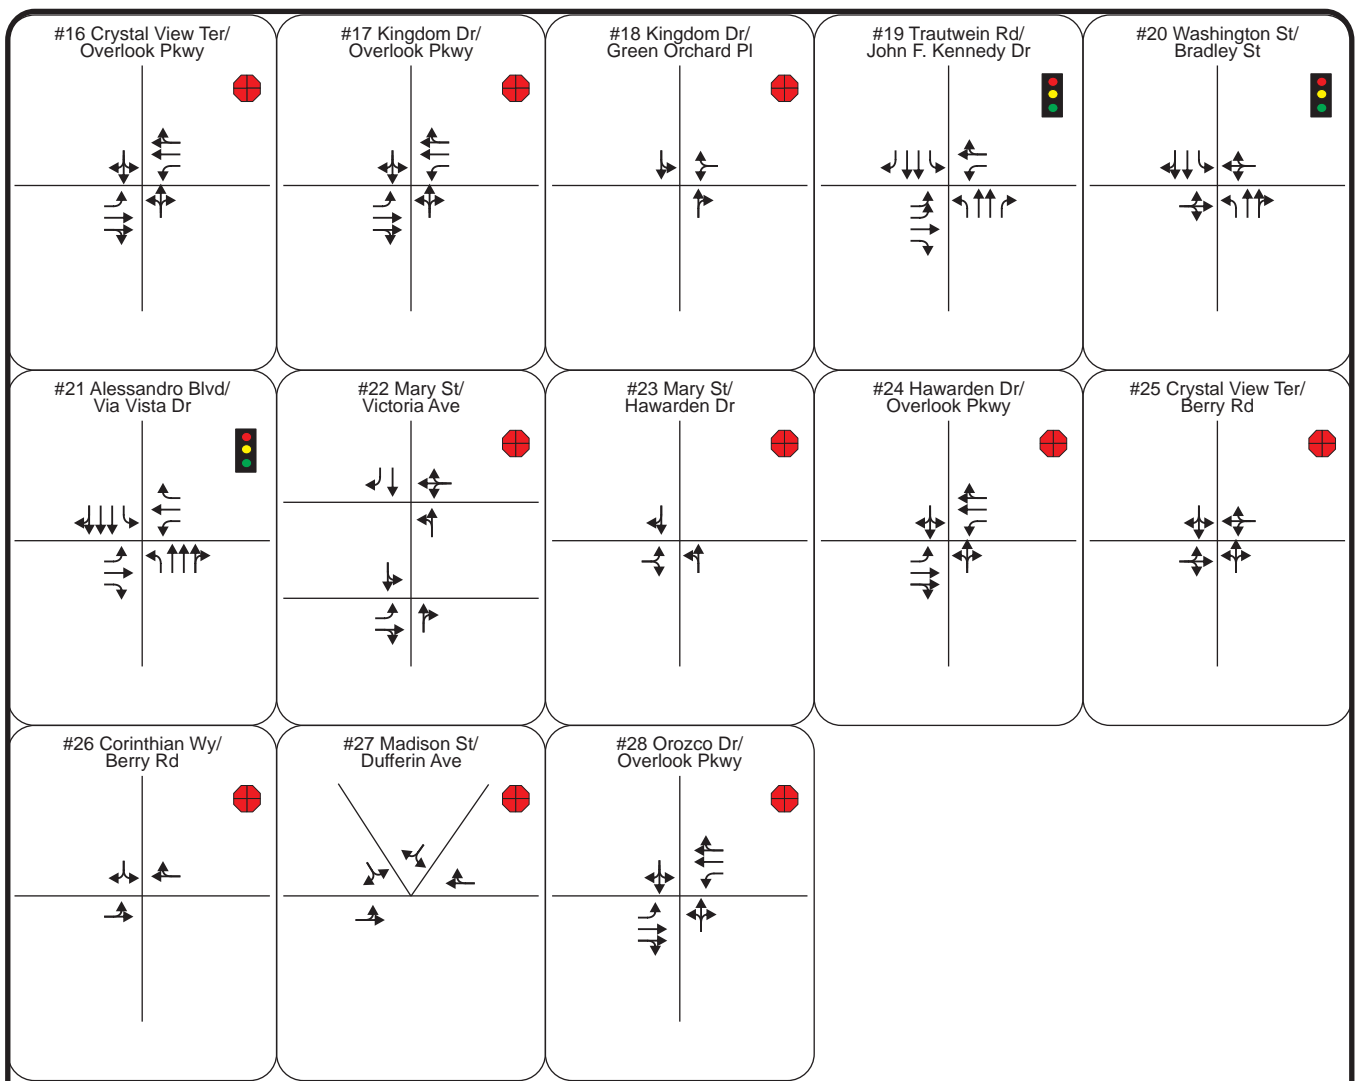 #16 Crystal View Ter/
Overlook Pkwy
#17 Kingdom Dr/
Overlook Pkwy
#18 Kingdom Dr/
Green Orchard Pl
#19 Trautwein Rd/
John F. Kennedy Dr
#20 Washington St/
Bradley St
#21 Alessandro Blvd/
Via Vista Dr
#22 Mary St/
Victoria Ave
#23 Mary St/
Hawarden Dr
#24 Hawarden Dr/
Overlook Pkwy
#25 Crystal View Ter/
Berry Rd
#26 Corinthian Wy/
Berry Rd
#27 Madison St/
Dufferin Ave
#28 Orozco Dr/
Overlook Pkwy